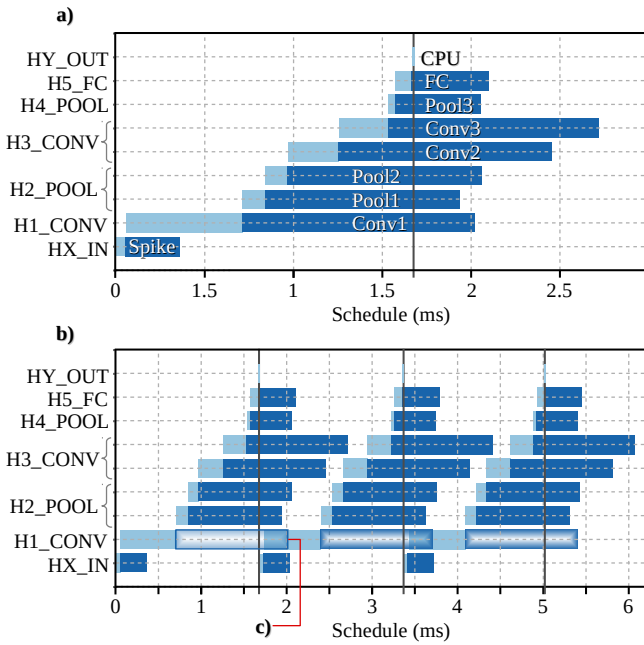 a)
HY_OUT
CPU
H5_FC
FC
H4_POOL
Pool3
H3_CONV
Conv3
Conv2
H2_POOL
Pool2
Pool1
H1_CONV
Conv1
HX_IN
Spike
0 1.5 1 1.5 2 2.5
Schedule (ms)
b)
HY_OUT
H5_FC
H4_POOL
H3_CONV
H2_POOL
H1_CONV
HX_IN
0 1 2 3 4 5 6
c)
Schedule (ms)